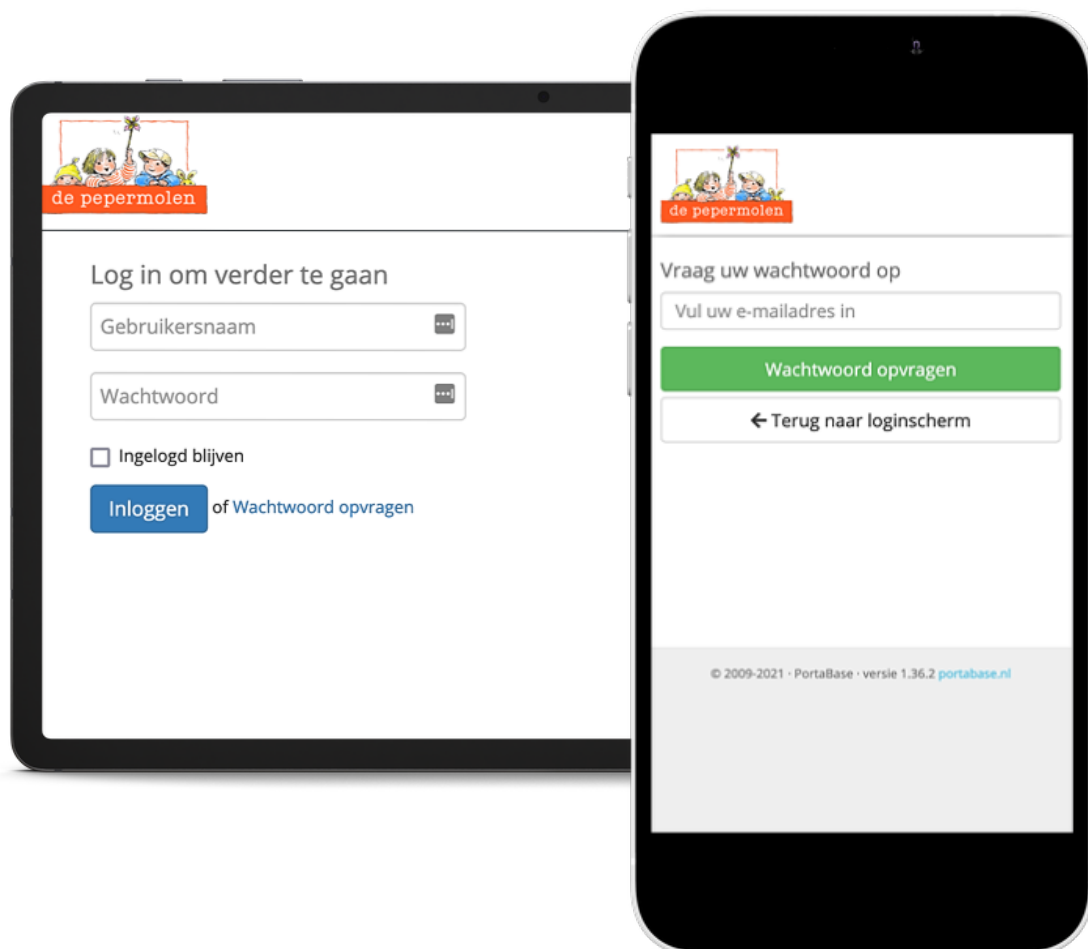 de pepermolen
Log in om verder te gaan
Gebruikersnaam
Wachtwoord
Ingelogd blijven
Inloggen of Wachtwoord opvragen
de pepermolen
Vraag uw wachtwoord op
Vul uw e-mailadres in
Wachtwoord opvragen
Terug naar loginscherm
© 2009-2021 · PortaBase · versie 1.36.2 portabase.nl